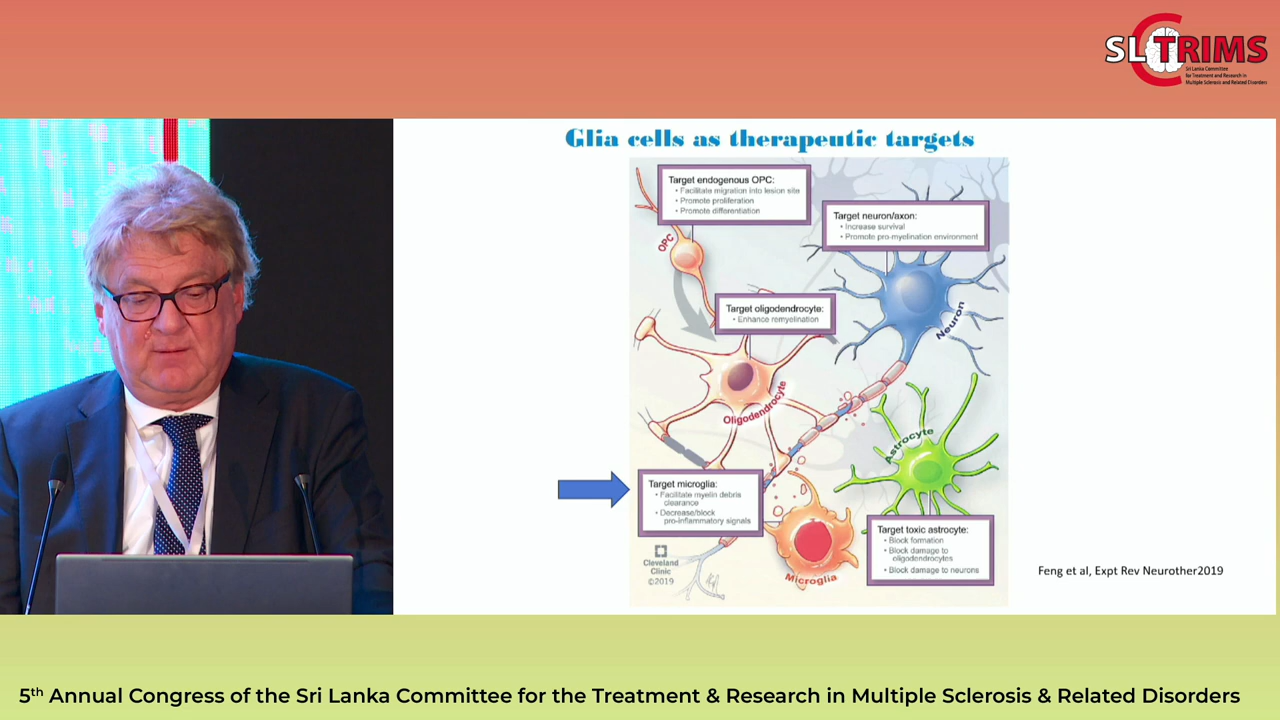 SLCTRIMS
Sri Lanka Committee
for Treatment and Research in
Multiple Sclerosis and Related Disorders
Glia cells as therapeutic targets
Target endogenous OPC:
• Facilitate migration into lesion site
• Promote proliferation
• Promote differentiation
Target neuron/axon:
• Increase survival
• Promote pro-myelination environment
OPC
Target oligodendrocyte:
• Enhance remyelination
Neuron
Oligodendrocyte
Astrocyte
Target microglia:
• Facilitate myelin debris
clearance
• Decrease/block
pro-inflammatory signals
Target toxic astrocyte:
• Block formation
• Block damage to
oligodendrocytes
• Block damage to neurons
Cleveland
Clinic
©2019
Microglia
Feng et al, Expt Rev Neurother2019
5th Annual Congress of the Sri Lanka Committee for the Treatment & Research in Multiple Sclerosis & Related Disorders